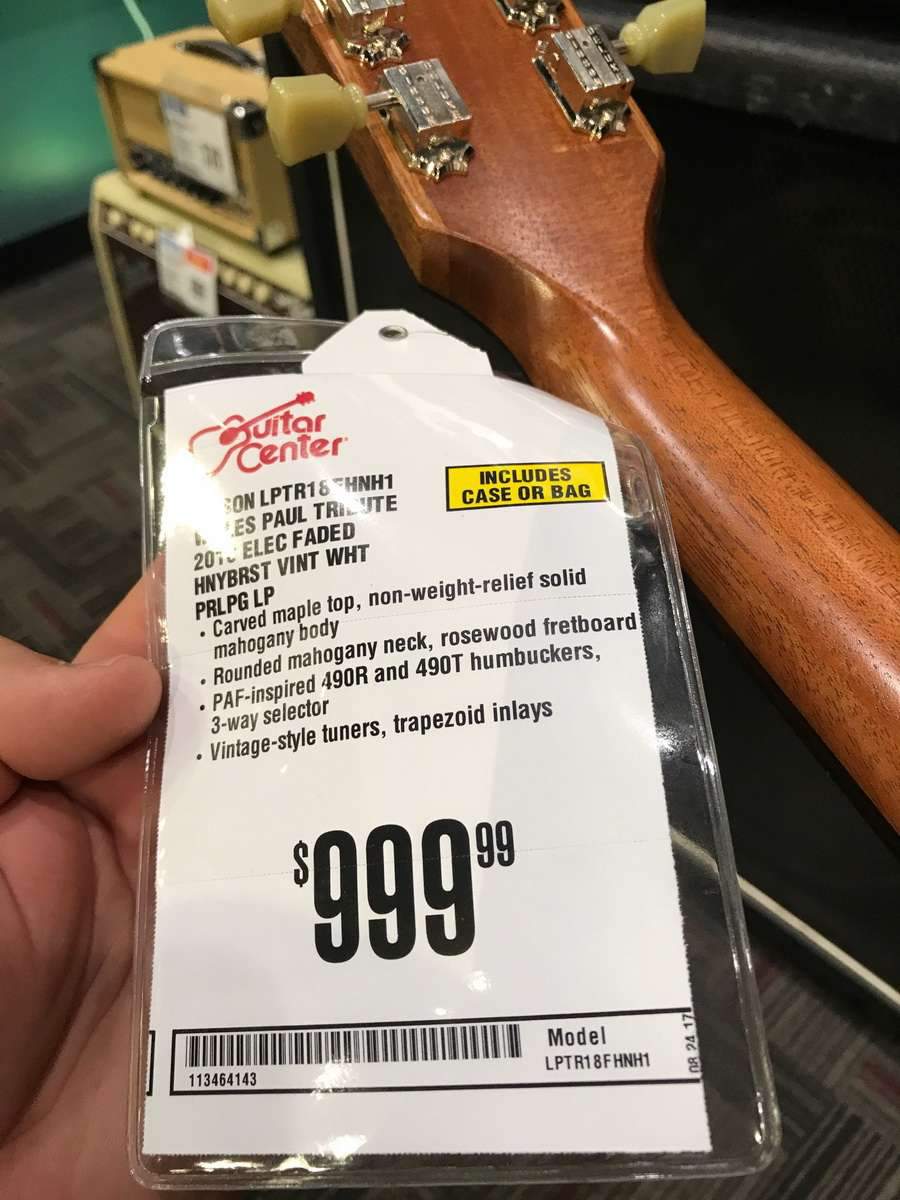 Guitar
Center
INCLUDES
CASE OR BAG
LPTR18FHNH1
LES PAUL TRIBUTE
ELEC FADED
HNYBRST VINT WHT
PRLPG LP
• Carved maple top, non-weight-relief solid
mahogany body
• Rounded mahogany neck, rosewood fretboard
• PAF-inspired 490R and 490T humbuckers,
3-way selector
• Vintage-style tuners, trapezoid inlays
$999 99
113464143
Model
LPTR18FHNH1
08 24 17